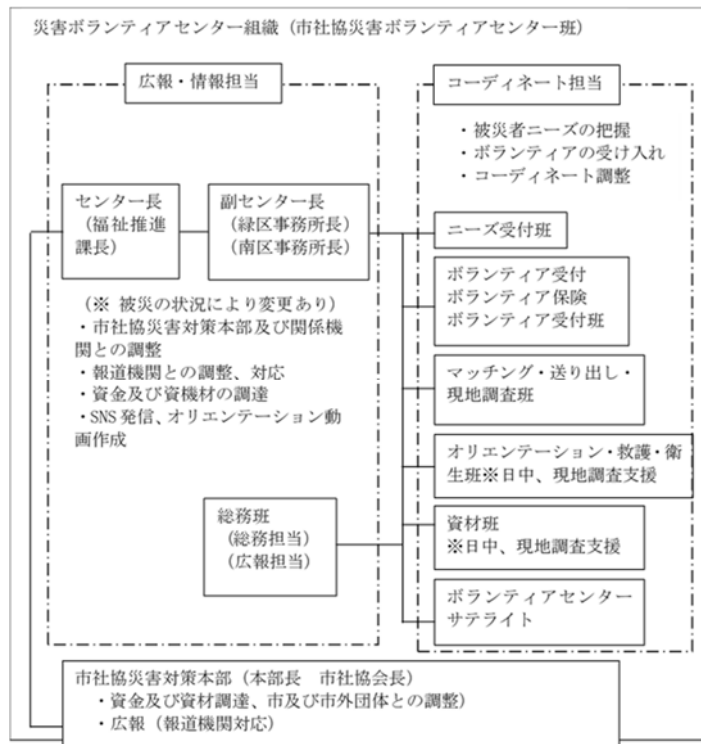 災害ボランティアセンター組織（市社協災害ボランティアセンター班）
広報・情報担当
センター長
（福祉推進
課長）
副センター長
（緑区事務所長）
（南区事務所長）
（※ 被災の状況により変更あり）
・市社協災害対策本部及び関係機
関との調整
・報道機関との調整、対応
・資金及び資機材の調達
・SNS発信、オリエンテーション動
画作成
総務班
（総務担当）
（広報担当）
コーディネート担当
・被災者ニーズの把握
・ボランティアの受け入れ
・コーディネート調整
ニーズ受付班
ボランティア受付
ボランティア保険
ボランティア受付班
マッチング・送り出し・
現地調査班
オリエンテーション・救護・衛
生班※日中、現地調査支援
資材班
※日中、現地調査支援
ボランティアセンター
サテライト
市社協災害対策本部（本部長　市社協会長）
・資金及び資材調達、市及び市外団体との調整）
・広報（報道機関対応）